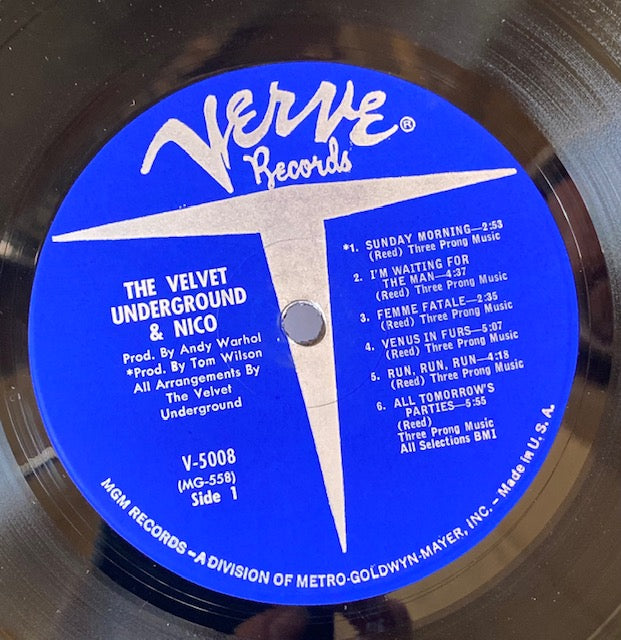 Verve®
Records
THE VELVET
UNDERGROUND
& NICO
Prod. By Andy Warhol
*Prod. By Tom Wilson
All Arrangements By
The Velvet
Underground
V-5008
(MG-558)
Side 1
*1. SUNDAY MORNING—2:53
(Reed) Three Prong Music
2. I'M WAITING FOR
THE MAN—4:37
(Reed) Three Prong Music
3. FEMME FATALE—2:35
(Reed) Three Prong Music
4. VENUS IN FURS—5:07
(Reed) Three Prong Music
5. RUN, RUN, RUN—4:18
(Reed) Three Prong Music
6. ALL TOMORROW'S
PARTIES—5:55
(Reed)
Three Prong Music
All Selections BMI
MGM RECORDS—A DIVISION OF METRO-GOLDWYN-MAYER, INC.—Made in U. S. A.